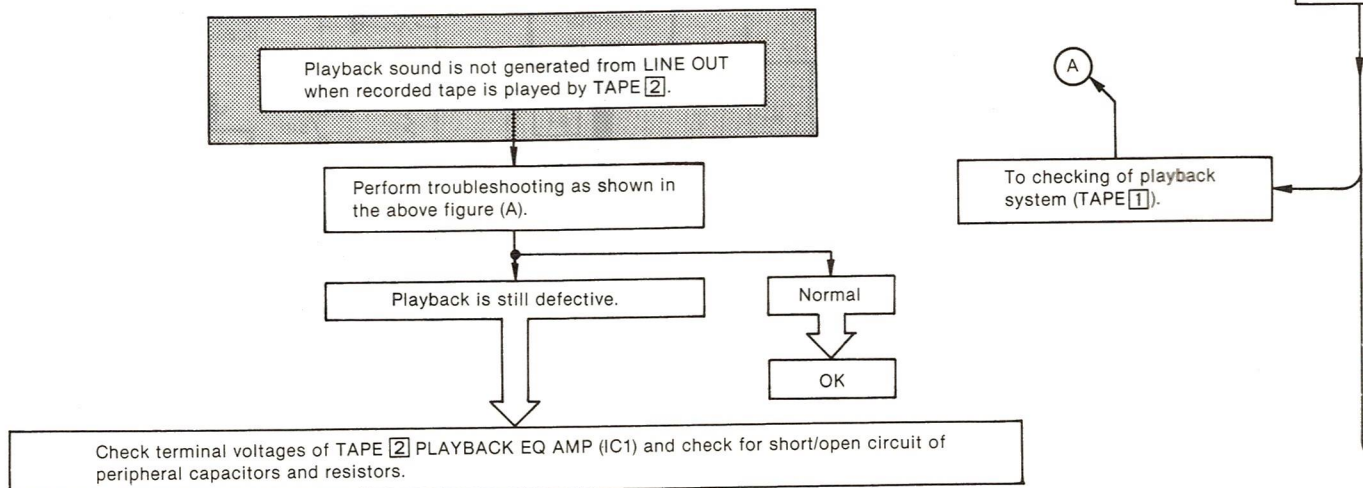 Playback sound is not generated from LINE OUT
when recorded tape is played by TAPE 2.
Perform troubleshooting as shown in
the above figure (A).
Playback is still defective.
Normal
OK
Check terminal voltages of TAPE 2 PLAYBACK EQ AMP (IC1) and check for short/open circuit of
peripheral capacitors and resistors.
A
To checking of playback
system (TAPE 1).